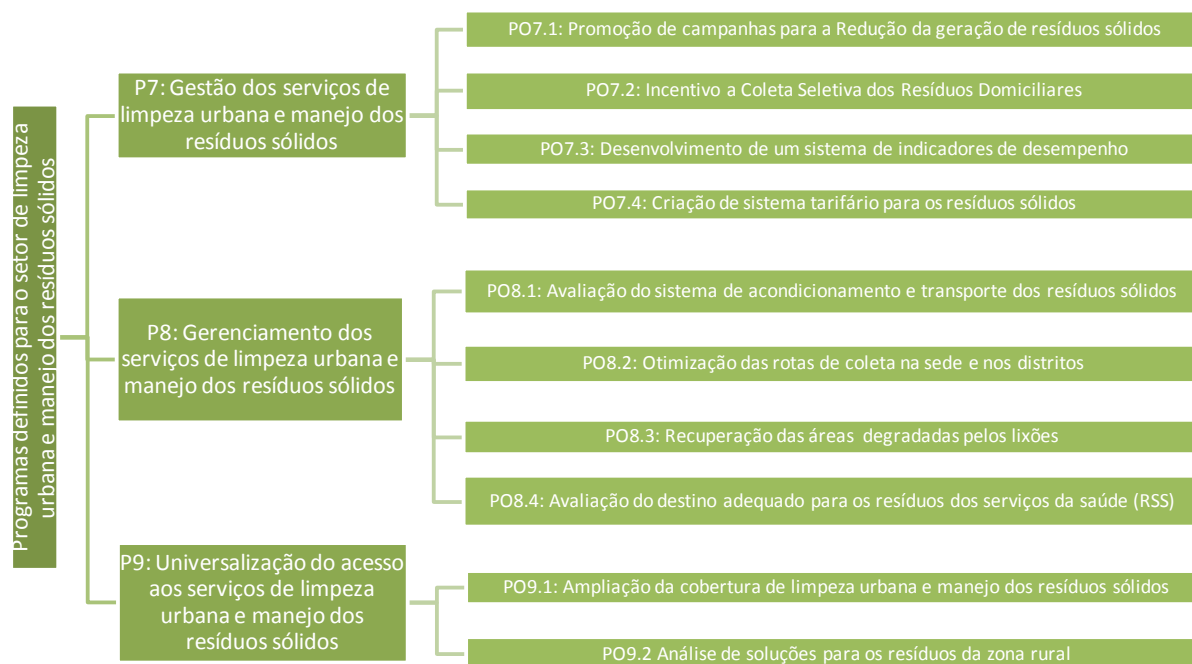 Programas definidos para o setor de limpeza
urbana e manejo dos resíduos sólidos
P7: Gestão dos serviços de
limpeza urbana e manejo dos
resíduos sólidos
PO7.1: Promoção de campanhas para a Redução da geração de resíduos sólidos
PO7.2: Incentivo a Coleta Seletiva dos Resíduos Domiciliares
PO7.3: Desenvolvimento de um sistema de indicadores de desempenho
PO7.4: Criação de sistema tarifário para os resíduos sólidos
P8: Gerenciamento dos
serviços de limpeza urbana e
manejo dos resíduos sólidos
PO8.1: Avaliação do sistema de acondicionamento e transporte dos resíduos sólidos
PO8.2: Otimização das rotas de coleta na sede e nos distritos
PO8.3: Recuperação das áreas degradadas pelos lixões
PO8.4: Avaliação do destino adequado para os resíduos dos serviços da saúde (RSS)
P9: Universalização do acesso
aos serviços de limpeza
urbana e manejo dos
resíduos sólidos
PO9.1: Ampliação da cobertura de limpeza urbana e manejo dos resíduos sólidos
PO9.2 Análise de soluções para os resíduos da zona rural